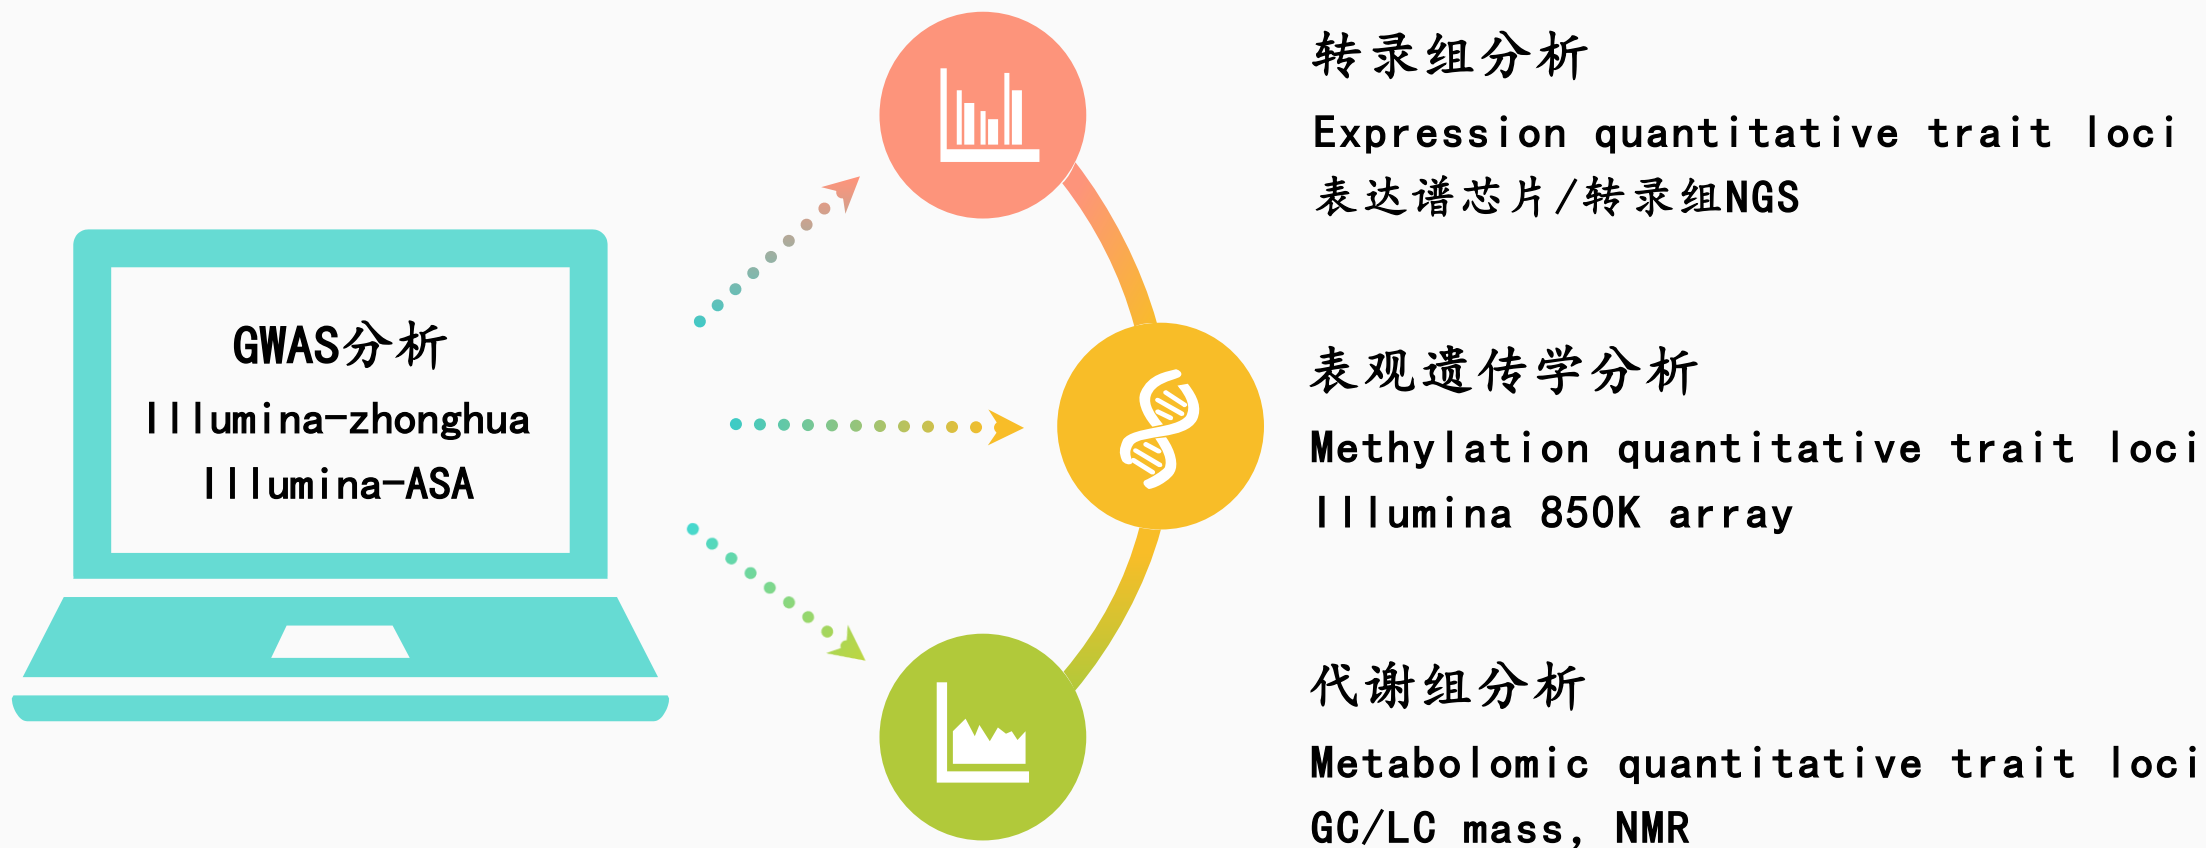 GWAS分析
Illumina-zhonghua
Illumina-ASA
转录组分析
Expression quantitative trait loci
表达谱芯片/转录组NGS
表观遗传学分析
Methylation quantitative trait loci
Illumina 850K array
代谢组分析
Metabolomic quantitative trait loci
GC/LC mass, NMR